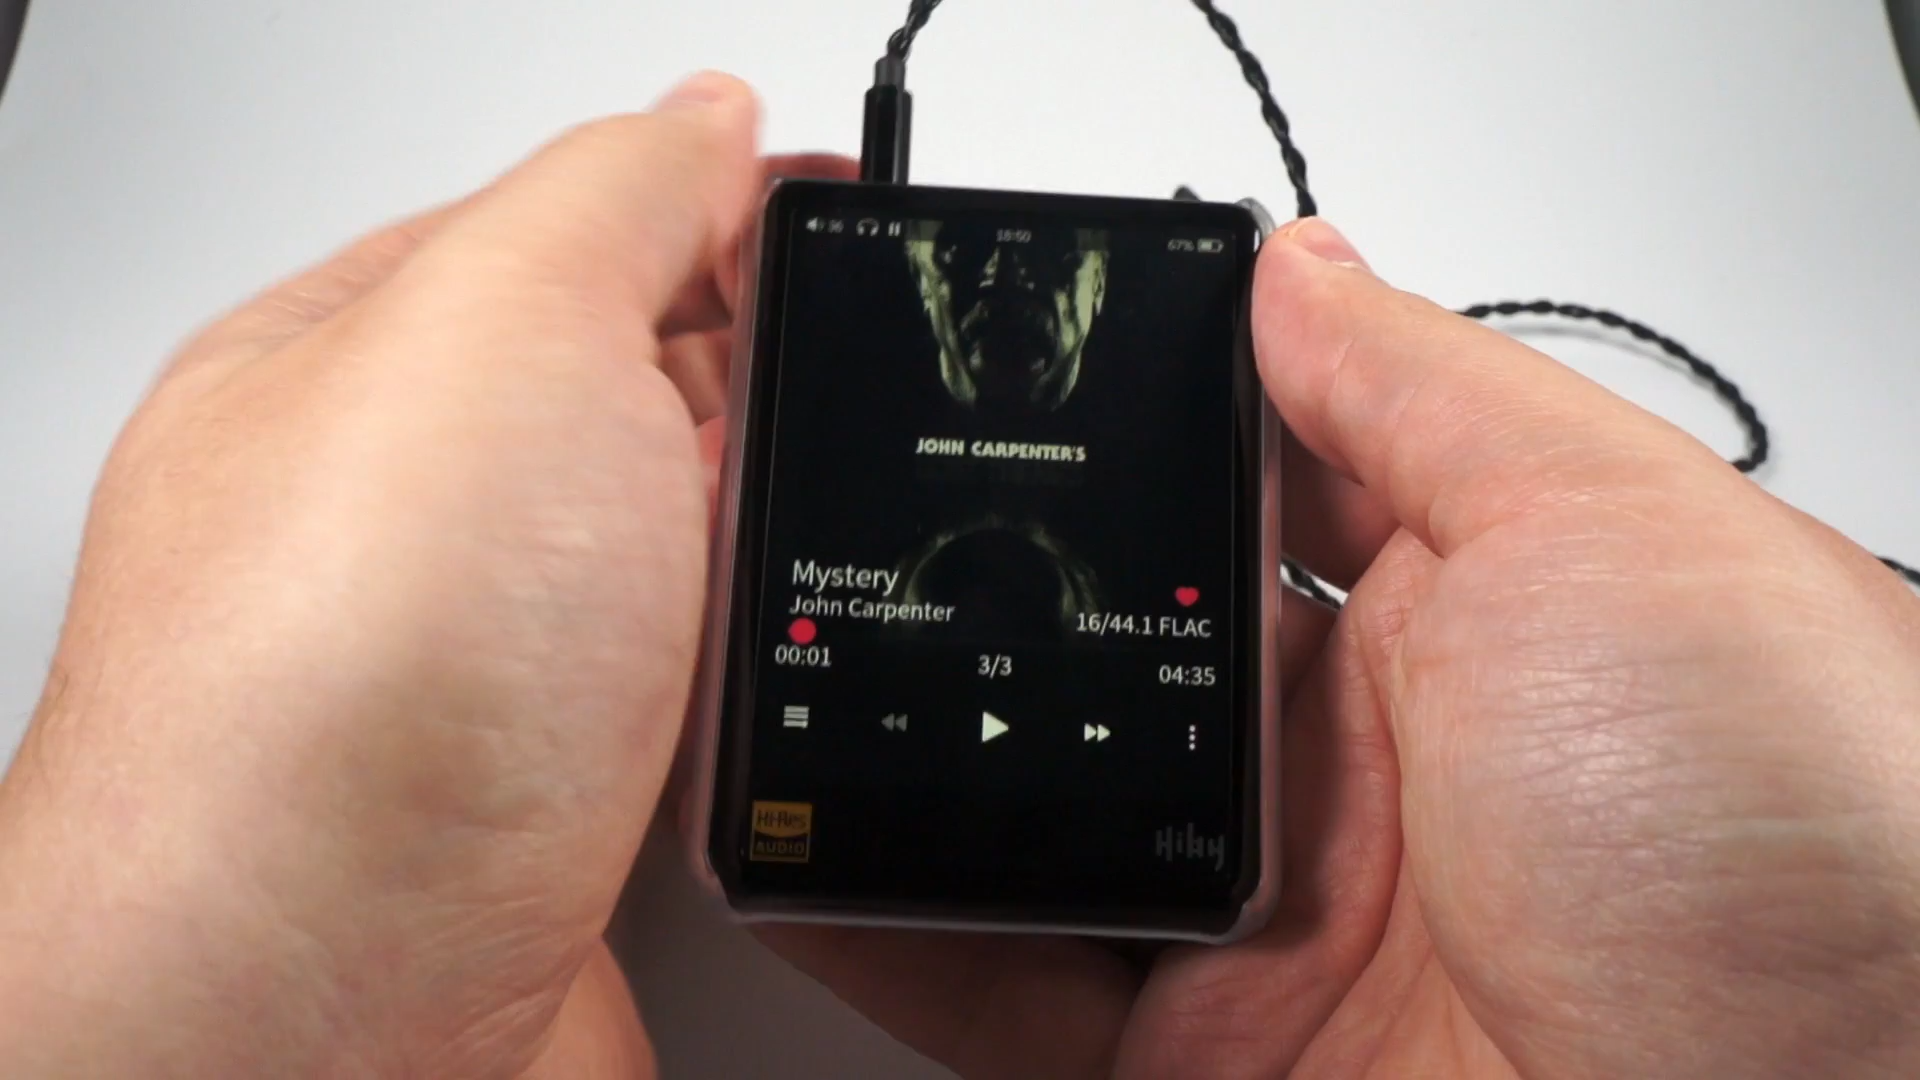 36
18:50
67%
JOHN CARPENTER'S
Mystery
John Carpenter
16/44.1 FLAC
00:01
3/3
04:35
Hi-Res
AUDIO
HiBy